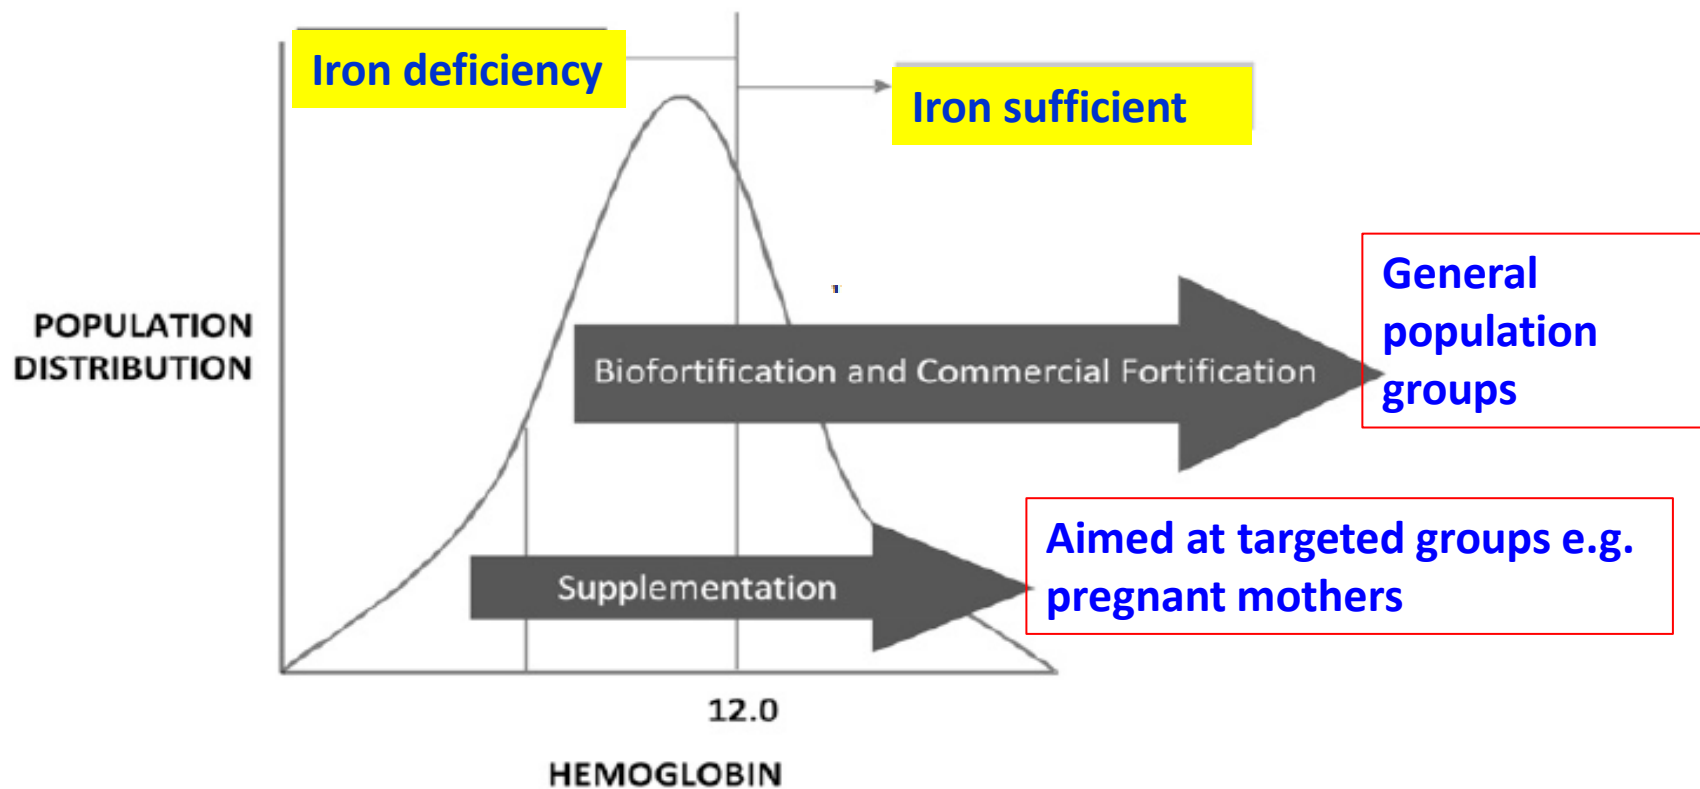 Iron deficiency
Iron sufficient
POPULATION
DISTRIBUTION
Biofortification and Commercial Fortification
General
population
groups
Supplementation
Aimed at targeted groups e.g.
pregnant mothers
12.0
HEMOGLOBIN